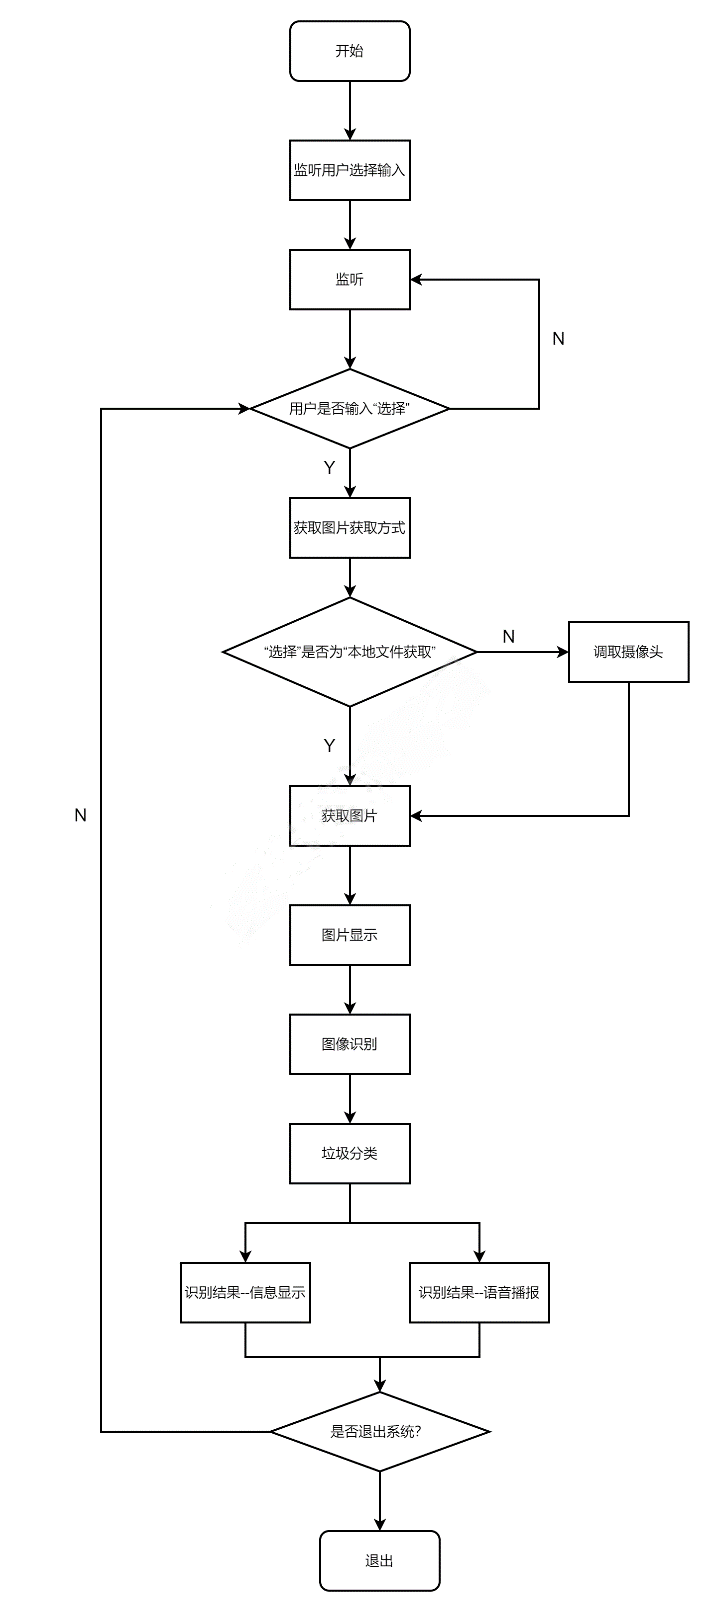 开始
监听用户选择输入
监听
N
用户是否输入“选择”
Y
获取图片获取方式
“选择”是否为“本地文件获取”
N
调取摄像头
Y
获取图片
N
图片显示
图像识别
垃圾分类
识别结果--信息显示
识别结果--语音播报
是否退出系统？
退出